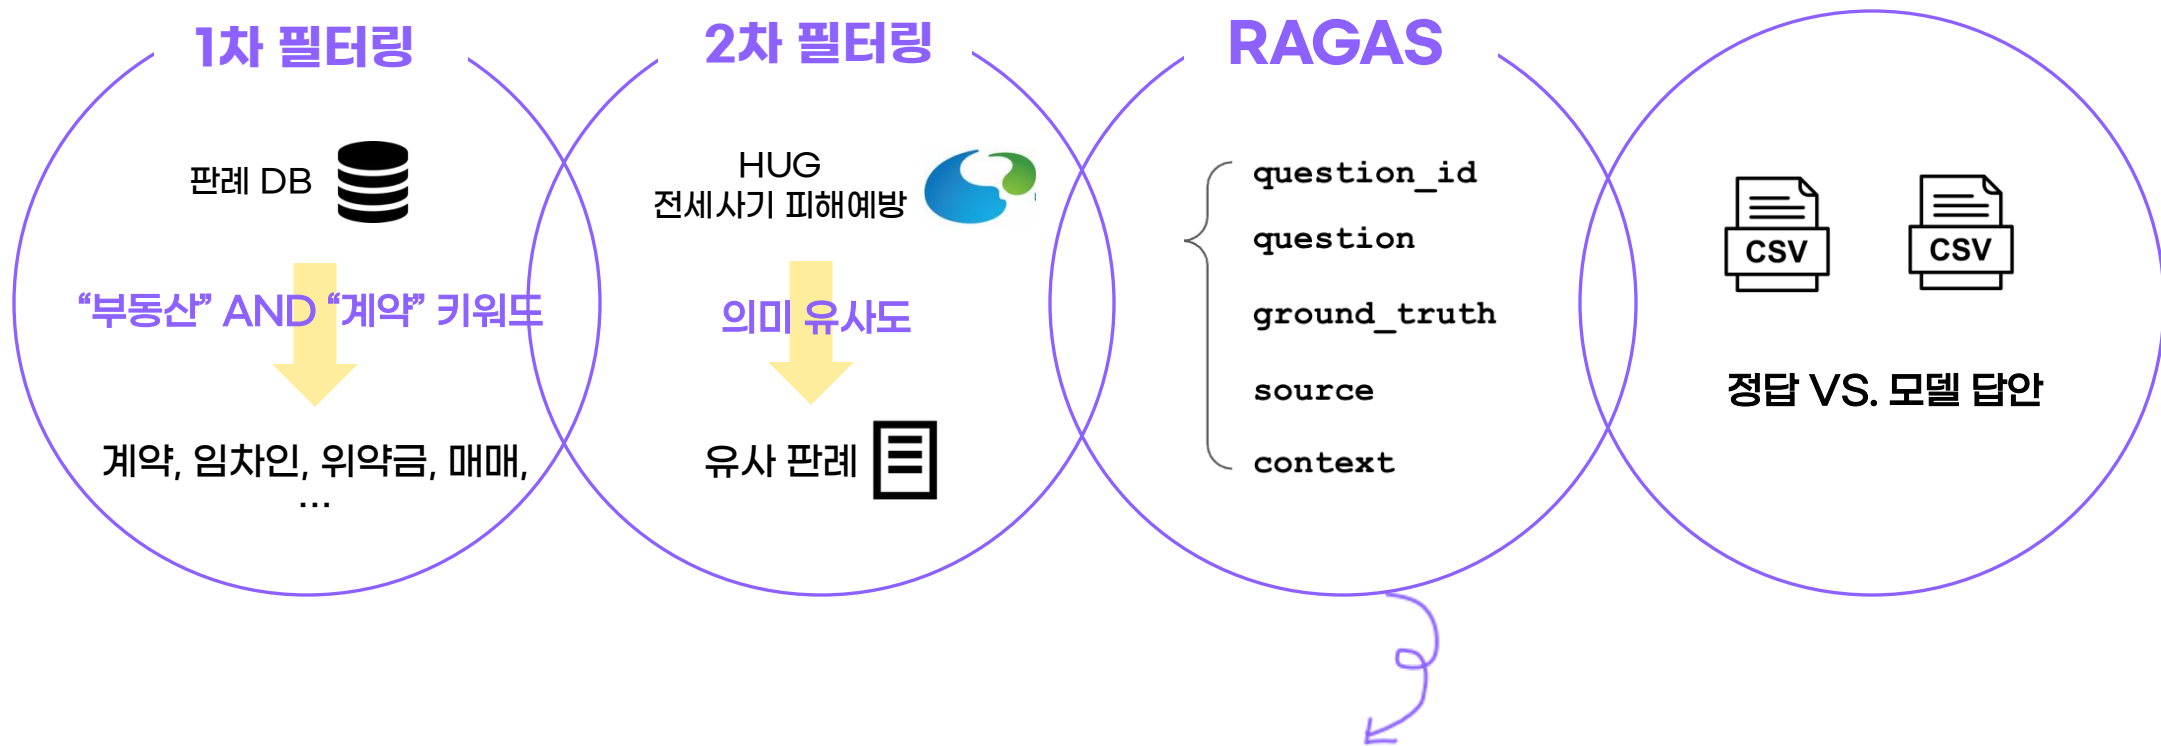 1차 필터링
판례 DB
“부동산” AND “계약” 키워드
계약, 임차인, 위약금, 매매,
...
2차 필터링
HUG
전세사기 피해예방
의미 유사도
유사 판례
RAGAS
question_id
question
ground_truth
source
context
CSV
CSV
정답 VS. 모델 답안